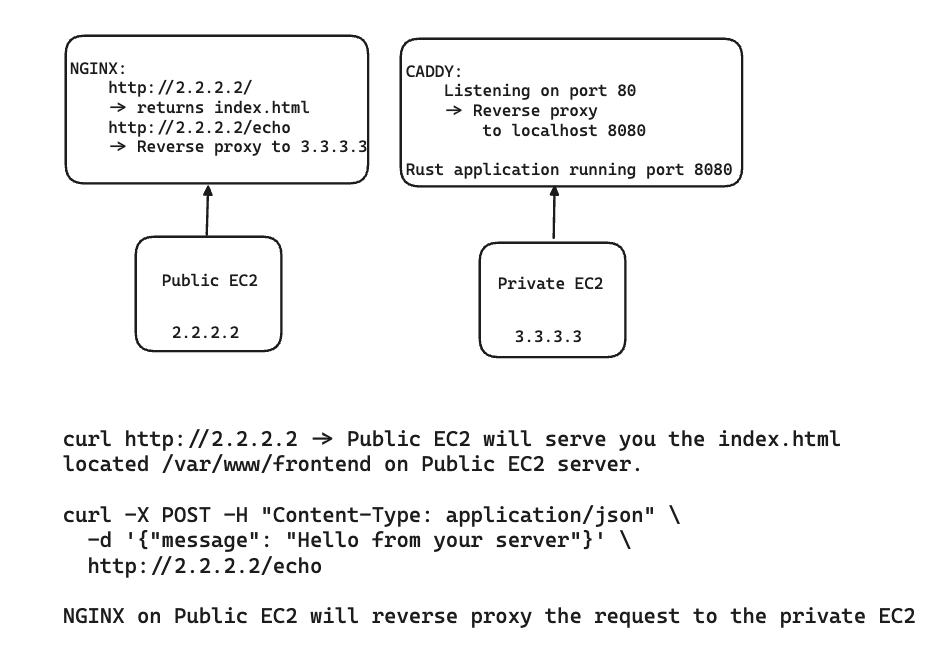 NGINX:
http://2.2.2.2/
→ returns index.html
http://2.2.2.2/echo
→ Reverse proxy to 3.3.3.3
CADDY:
Listening on port 80
→ Reverse proxy
to localhost 8080
Rust application running port 8080
Public EC2
2.2.2.2
Private EC2
3.3.3.3
curl http://2.2.2.2 → Public EC2 will serve you the index.html
located /var/www/frontend on Public EC2 server.
curl -X POST -H "Content-Type: application/json" \
-d '{"message": "Hello from your server"}' \
http://2.2.2.2/echo
NGINX on Public EC2 will reverse proxy the request to the private EC2